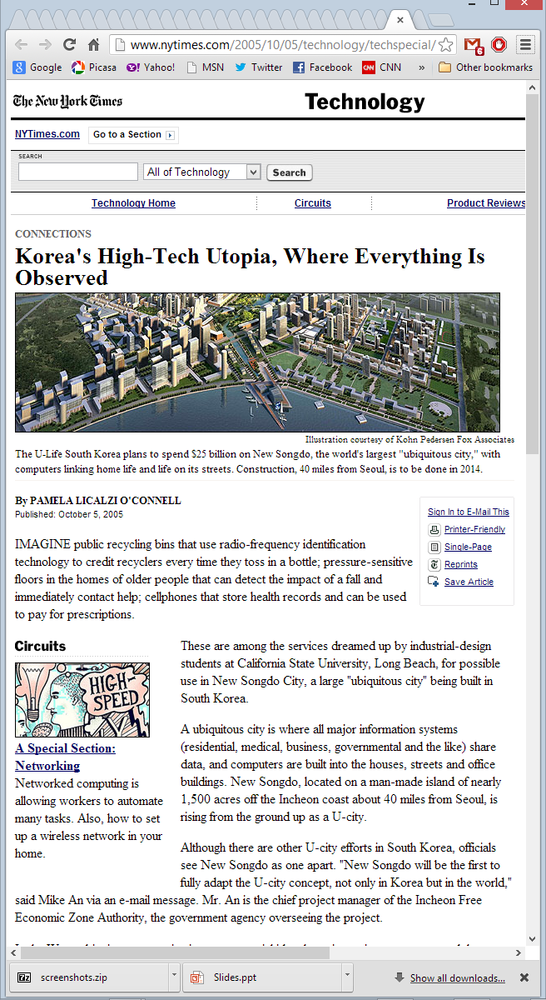 www.nytimes.com/2005/10/05/technology/techspecial/
6
Google Picasa Yahoo! MSN Twitter Facebook CNN » Other bookmarks
The New York Times
Technology
NYTimes.com Go to a Section
SEARCH
All of Technology Search
Technology Home Circuits Product Reviews
CONNECTIONS
Korea's High-Tech Utopia, Where Everything Is
Observed
Illustration courtesy of Kohn Pedersen Fox Associates
The U-Life South Korea plans to spend $25 billion on New Songdo, the world's largest "ubiquitous city," with
computers linking home life and life on its streets. Construction, 40 miles from Seoul, is to be done in 2014.
By PAMELA LICALZI O'CONNELL
Published: October 5, 2005
Sign In to E-Mail This
Printer-Friendly
Single-Page
Reprints
Save Article
IMAGINE public recycling bins that use radio-frequency identification
technology to credit recyclers every time they toss in a bottle; pressure-sensitive
floors in the homes of older people that can detect the impact of a fall and
immediately contact help; cellphones that store health records and can be used
to pay for prescriptions.
Circuits
HIGH-
SPEED
A Special Section:
Networking
Networked computing is
allowing workers to automate
many tasks. Also, how to set
up a wireless network in your
home.
These are among the services dreamed up by industrial-design
students at California State University, Long Beach, for possible
use in New Songdo City, a large "ubiquitous city" being built in
South Korea.
A ubiquitous city is where all major information systems
(residential, medical, business, governmental and the like) share
data, and computers are built into the houses, streets and office
buildings. New Songdo, located on a man-made island of nearly
1,500 acres off the Incheon coast about 40 miles from Seoul, is
rising from the ground up as a U-city.
Although there are other U-city efforts in South Korea, officials
see New Songdo as one apart. "New Songdo will be the first to
fully adapt the U-city concept, not only in Korea but in the world,"
said Mike An via an e-mail message. Mr. An is the chief project manager of the Incheon Free
Economic Zone Authority, the government agency overseeing the project.
screenshots.zip
Slides.ppt
Show all downloads...